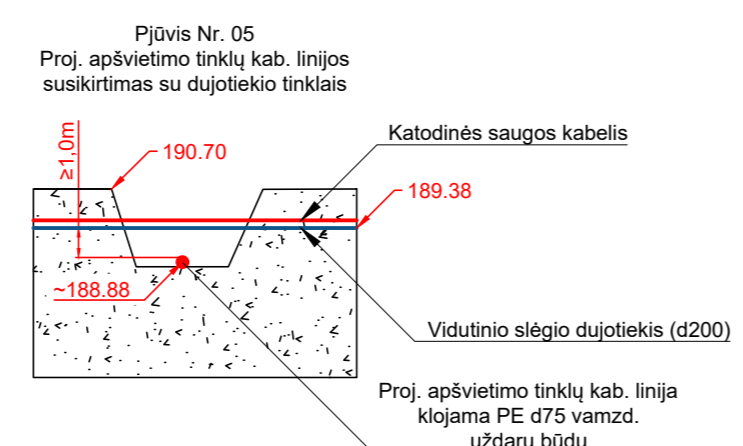 Pjūvis Nr. 05
Proj. apšvietimo tinklų kab. linijos
susikirtimas su dujotiekio tinklais
≥1,0m
190.70
Katodinės saugos kabelis
189.38
~188.88
Vidutinio slėgio dujotiekis (d200)
Proj. apšvietimo tinklų kab. linija
klojama PE d75 vamzd.
uždaru būdu